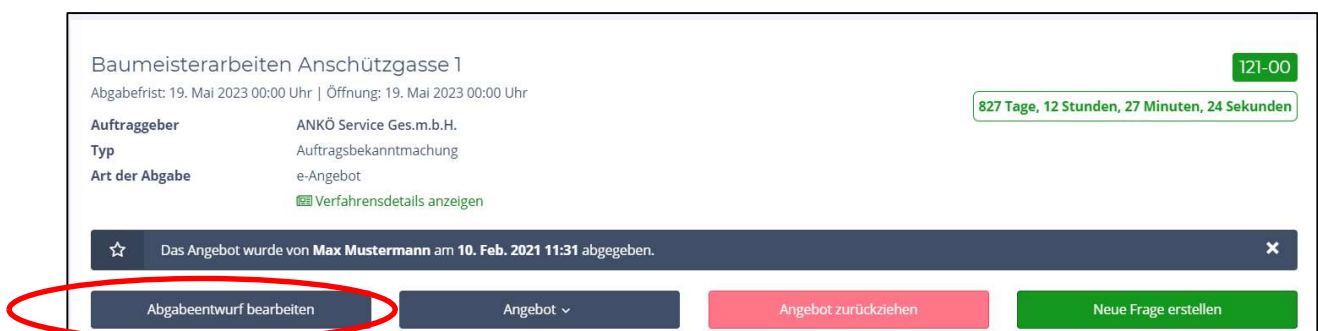 Baumeisterarbeiten Anschützgasse 1
121-00
Abgabefrist: 19. Mai 2023 00:00 Uhr | Öffnung: 19. Mai 2023 00:00 Uhr
827 Tage, 12 Stunden, 27 Minuten, 24 Sekunden
Auftraggeber ANKÖ Service Ges.m.b.H.
Typ Auftragsbekanntmachung
Art der Abgabe e-Angebot
Verfahrensdetails anzeigen
Das Angebot wurde von Max Mustermann am 10. Feb. 2021 11:31 abgegeben.
Abgabeentwurf bearbeiten Angebot Angebot zurückziehen Neue Frage erstellen